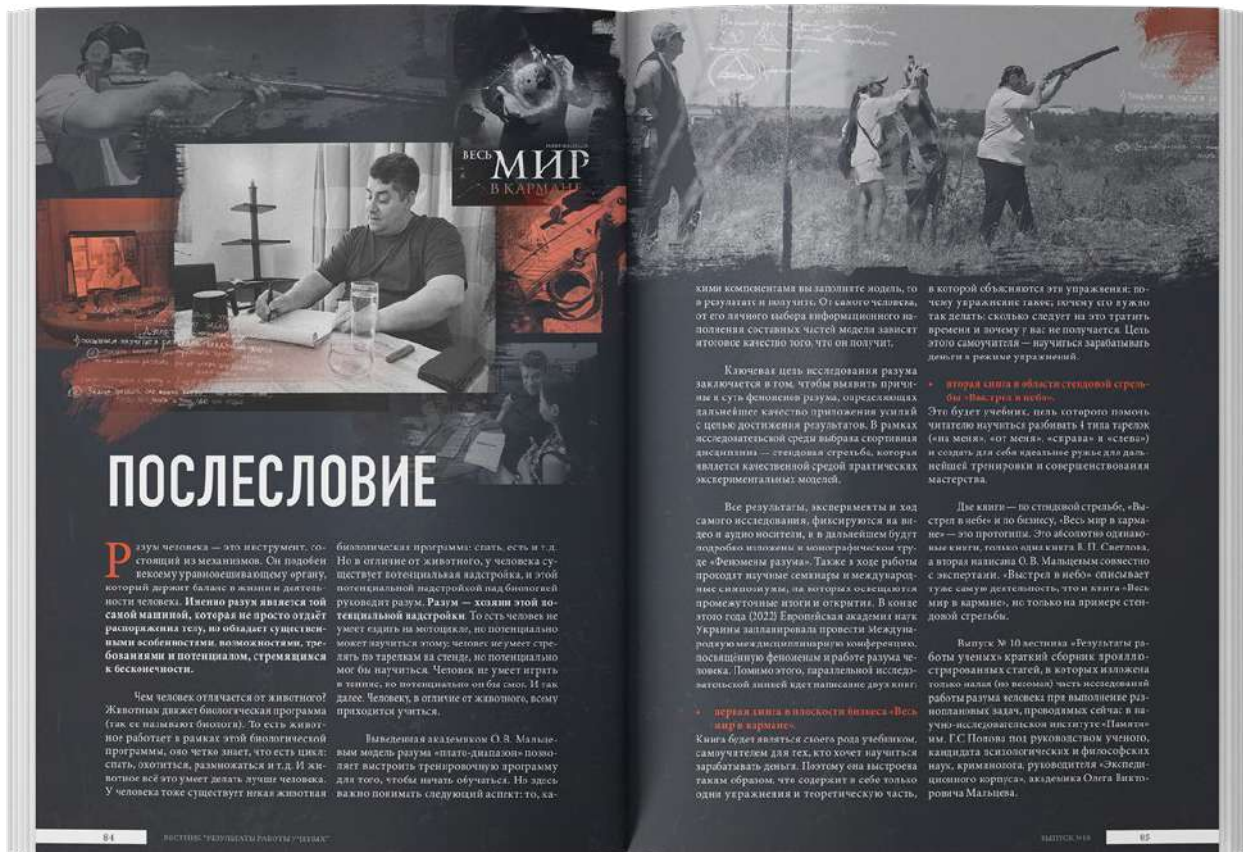 ВЕСЬ
МИР
В КАРМАНЕ
ПОСЛЕСЛОВИЕ
Разум человека — это инструмент, со-
стоящий из механизмов. Он подобен
некоему уравновешивающему органу,
который держит баланс в жизни и деятель-
ности человека. Именно разум является той
самой машиной, которая не просто отдаёт
распоряжения телу, но обладает существен-
ными особенностями, возможностями, тре-
бованиями и потенциалом, стремящимся
к бесконечности.
Чем человек отличается от животного?
Животным движет биологическая программа
(так ее называют биологи). То есть живот-
ное работает в рамках этой биологической
программы, оно четко знает, что есть цикл:
спать, охотиться, размножаться и т.д. И жи-
вотное всё это умеет делать лучше человека.
У человека тоже существует некая животная
биологическая программа: спать, есть и т.д.
Но в отличие от животного, у человека су-
ществует потенциальная надстройка, и этой
потенциальной надстройкой над биологией
руководит разум. Разум — хозяин этой по-
тенциальной надстройки. То есть человек не
умеет ездить на мотоцикле, но потенциально
может научиться этому; человек не умеет стре-
лять по тарелкам на стенде, но потенциально
мог бы научиться. Человек не умеет играть
в теннис, но потенциально он бы смог. И так
далее. Человеку, в отличие от животного, всему
приходится учиться.
Выведенная академиком О.В. Мальце-
вым модель разума «плато-диапазон» позво-
ляет выстроить тренировочную программу
для того, чтобы начать обучаться. Но здесь
важно понимать следующий аспект: то, ка-
84
ВЕСТНИК "РЕЗУЛЬТАТЫ РАБОТЫ УЧЕНЫХ"
кими компонентами вы заполните модель, то
в результате и получите. От самого человека,
от его личного выбора информационного на-
полнения составных частей модели зависят
итоговое качество того, что он получит.
Ключевая цель исследования разума
заключается в том, чтобы выявить причи-
ны и суть феноменов разума, определяющих
дальнейшее качество приложения усилий
с целью достижения результатов. В рамках
исследовательской среды выбрана спортивная
дисциплина — стендовая стрельба, которая
является качественной средой практических
экспериментальных моделей.
Все результаты, эксперименты и ход
самого исследования, фиксируются на ви-
део и аудио носители, и в дальнейшем будут
подробно изложены в монографическом тру-
де «Феномены разума». Также в ходе работы
проходят научные семинары и международ-
ные симпозиумы, на которых освещаются
промежуточные итоги и открытия. В конце
этого года (2022) Европейская академия наук
Украины запланировала провести Междуна-
родную междисциплинарную конференцию,
посвящённую феноменам и работе разума че-
ловека. Помимо этого, параллельной исследо-
вательской линией идет написание двух книг:
• первая книга в плоскости бизнеса «Весь
мир в кармане».
Книга будет являться своего рода учебником,
самоучителем для тех, кто хочет научиться
зарабатывать деньги. Поэтому она выстроена
таким образом, что содержит в себе только
одни упражнения и теоретическую часть,
в которой объясняются эти упражнения: по-
чему упражнение такое; почему его нужно
так делать; сколько следует на это тратить
времени и почему у вас не получается. Цель
этого самоучителя — научиться зарабатывать
деньги в режиме упражнений.
• вторая книга в области стендовой стрель-
бы «Выстрел в небо».
Это будет учебник, цель которого помочь
читателю научиться разбивать 4 типа тарелок
(«на меня», «от меня», «справа» и «слева»)
и создать для себя идеальное ружье для даль-
нейшей тренировки и совершенствования
мастерства.
Две книги — по стендовой стрельбе, «Вы-
стрел в небо» и по бизнесу, «Весь мир в карма-
не» — это прототипы. Это абсолютно одинако-
вые книги, только одна книга В. П. Светлова,
а вторая написана О. В. Мальцевым совместно
с экспертами. «Выстрел в небо» описывает
ту же самую деятельность, что и книга «Весь
мир в кармане», но только на примере стен-
довой стрельбы.
Выпуск № 10 вестника «Результаты ра-
боты ученых» краткий сборник проиллю-
стрированных статей, в которых изложена
только малая (но весомая) часть исследований
работы разума человека при выполнение раз-
ноплановых задач, проводимых сейчас в на-
учно-исследовательском институте «Памяти»
им. Г.С Попова под руководством ученого,
кандидата психологических и философских
наук, криминолога, руководителя «Экспеди-
ционного корпуса», академика Олега Викто-
ровича Мальцева.
ВЫПУСК №10
85